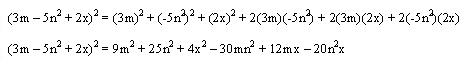 (3m – 5n² + 2x)² = (3m)² + (-5n²)² + (2x)² + 2(3m)(-5n²) + 2(3m)(2x) + 2(-5n²)(2x)
(3m – 5n² + 2x)² = 9m² + 25n² + 4x² – 30mn² + 12mx – 20n²x